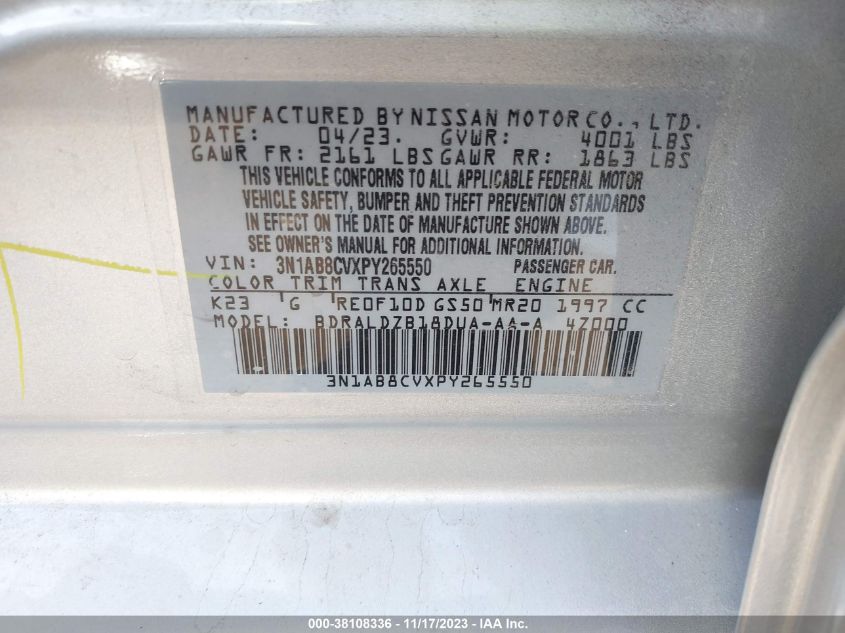 MANUFACTURED BY NISSAN MOTOR CO., LTD.
DATE: 04/23. GVWR: 4001 LBS
GAWR FR: 2161 LBS GAWR RR: 1863 LBS
THIS VEHICLE CONFORMS TO ALL APPLICABLE FEDERAL MOTOR
VEHICLE SAFETY, BUMPER AND THEFT PREVENTION STANDARDS
IN EFFECT ON THE DATE OF MANUFACTURE SHOWN ABOVE.
SEE OWNER'S MANUAL FOR ADDITIONAL INFORMATION.
VIN: 3N1AB8CVXPY265550 PASSENGER CAR.
COLOR TRIM TRANS AXLE ENGINE
K23 G RE0F10D GS50 MR20 1997 CC
MODEL: BDRALDZB18DUA-AA-A 47000
3N1AB8CVXPY265550
000-38108336 - 11/17/2023 - IAA Inc.